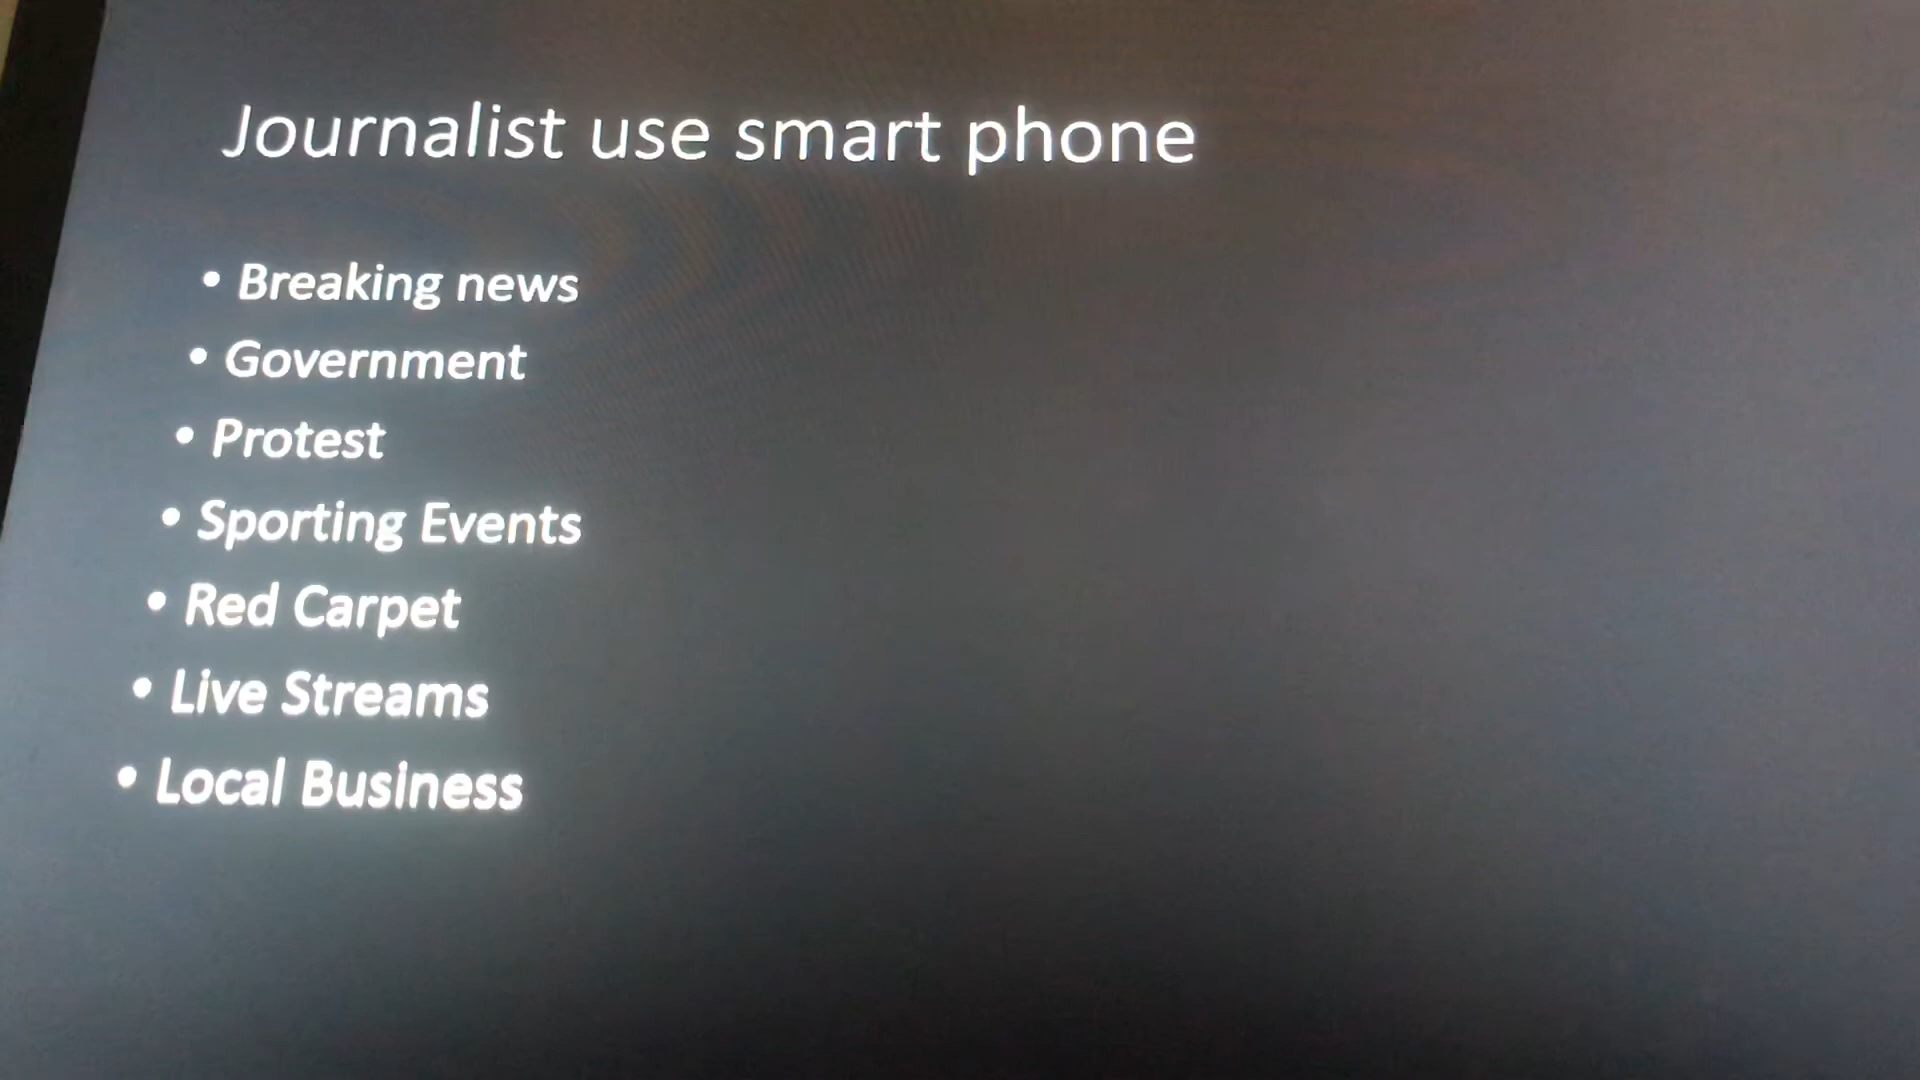 Journalist use smart phone
• Breaking news
• Government
• Protest
• Sporting Events
• Red Carpet
• Live Streams
• Local Business